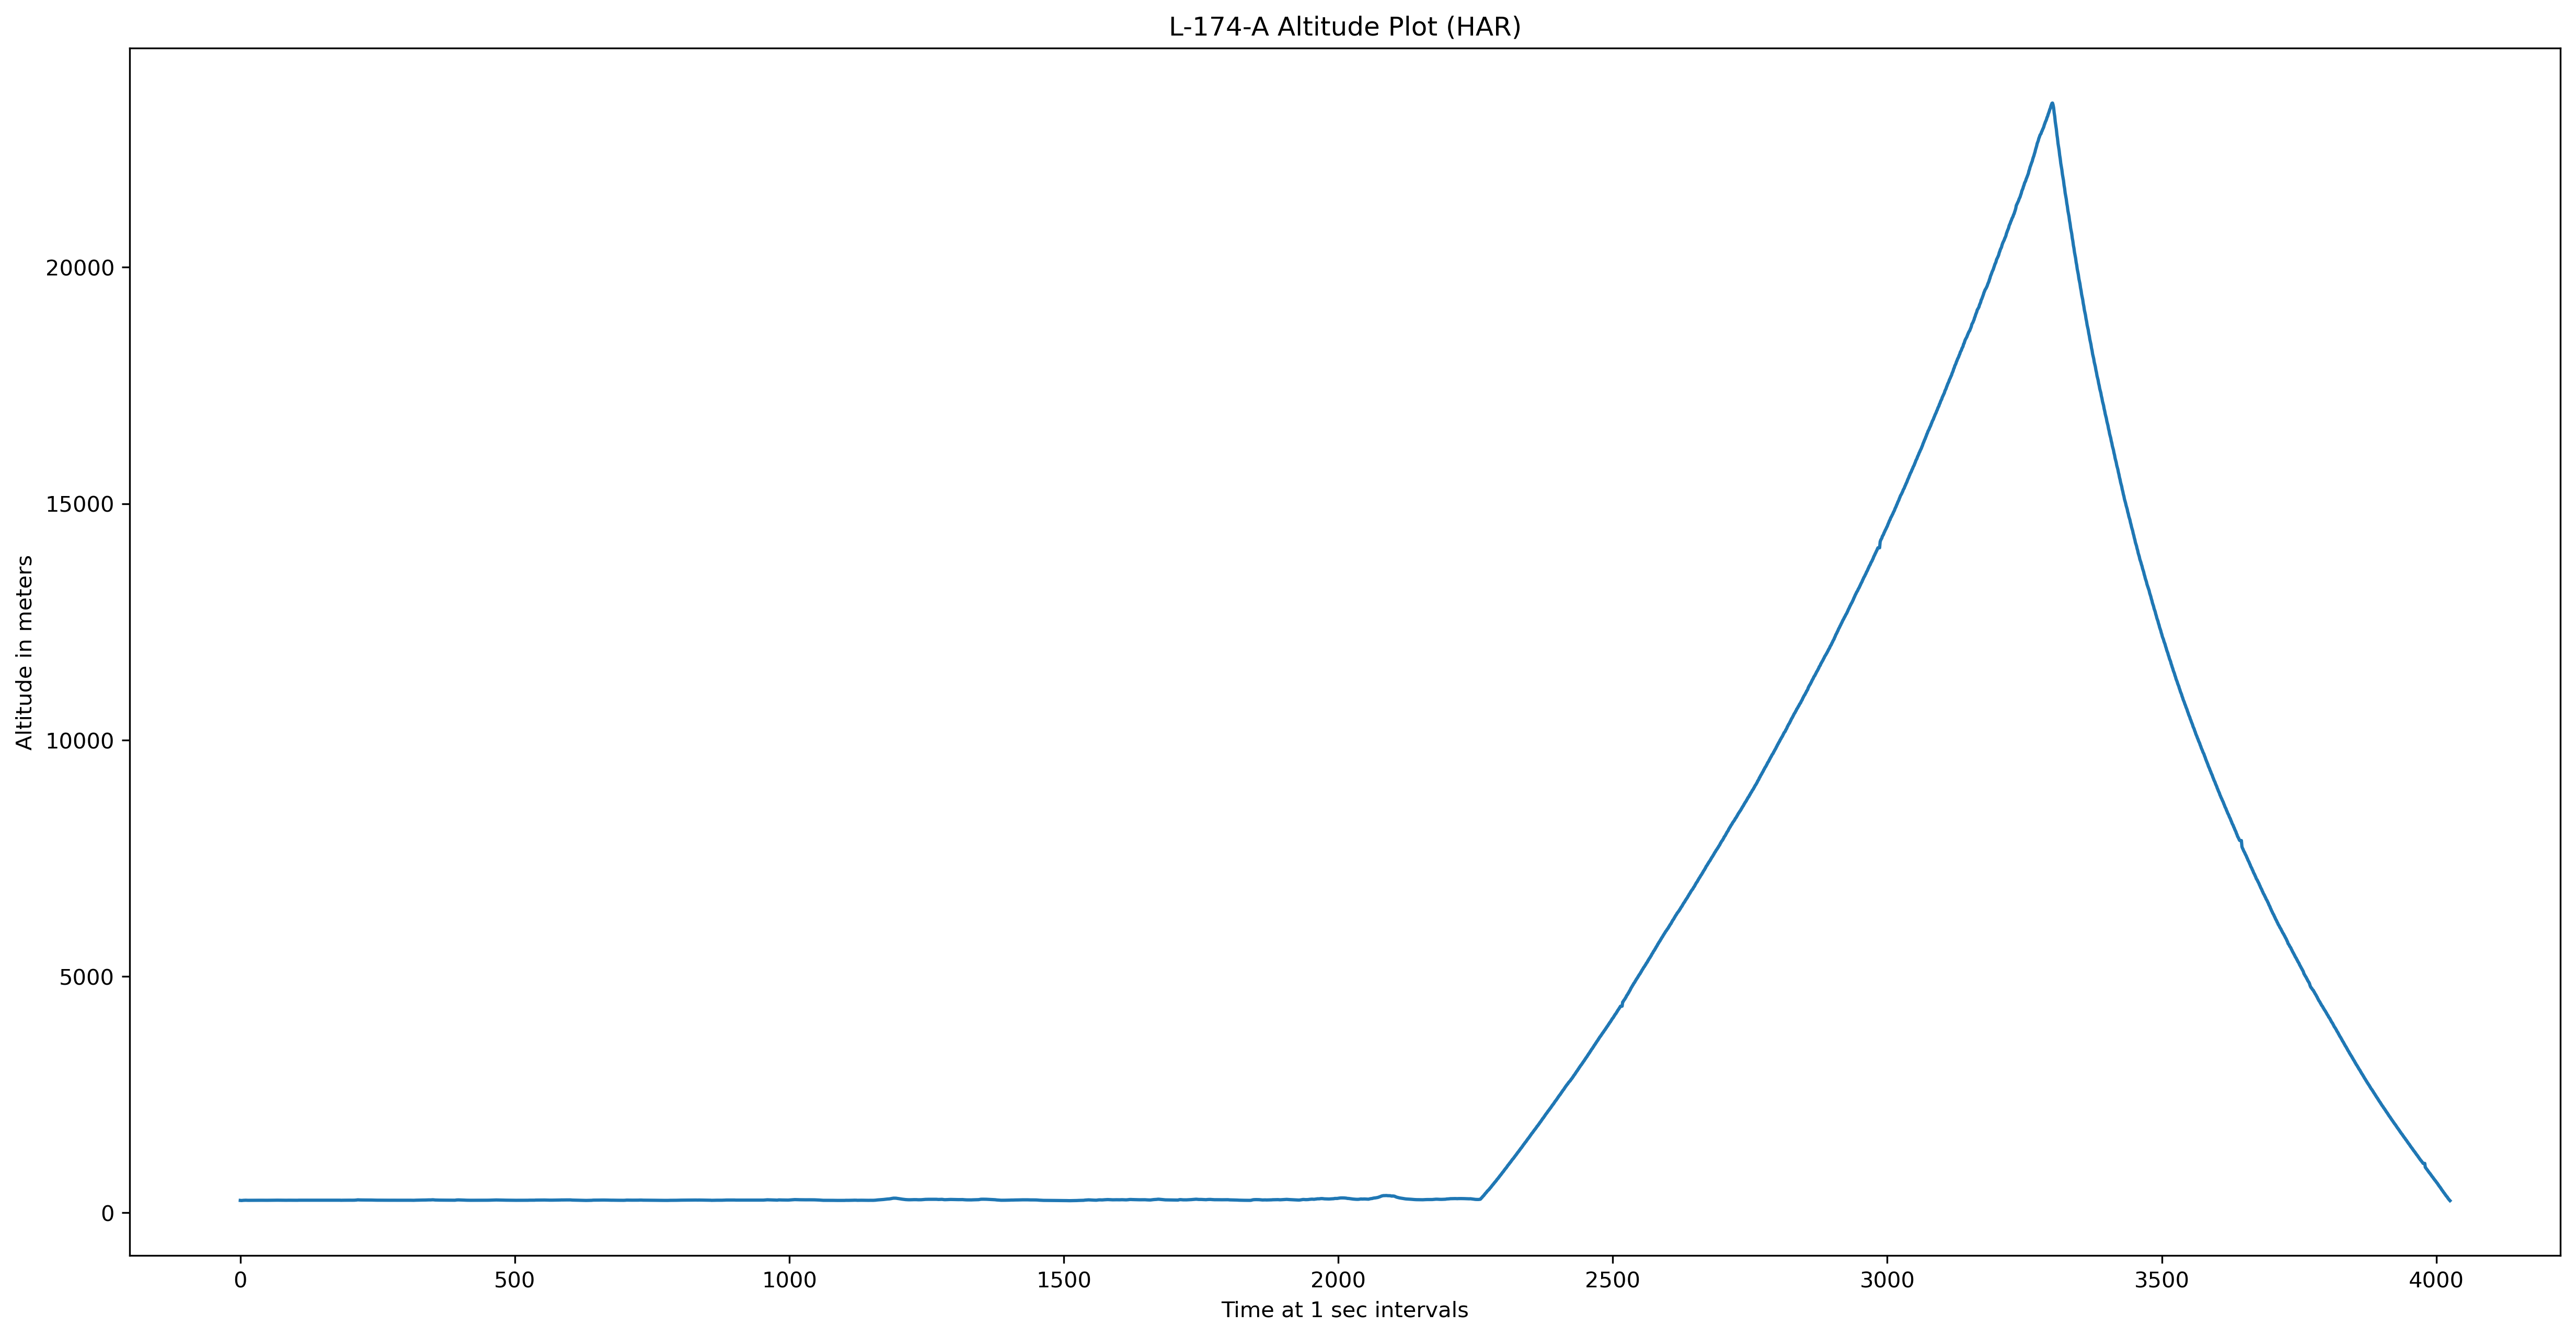 L-174-A Altitude Plot (HAR)
Altitude in meters
20000
15000
10000
5000
0
0 500 1000 1500 2000 2500 3000 3500 4000
Time at 1 sec intervals